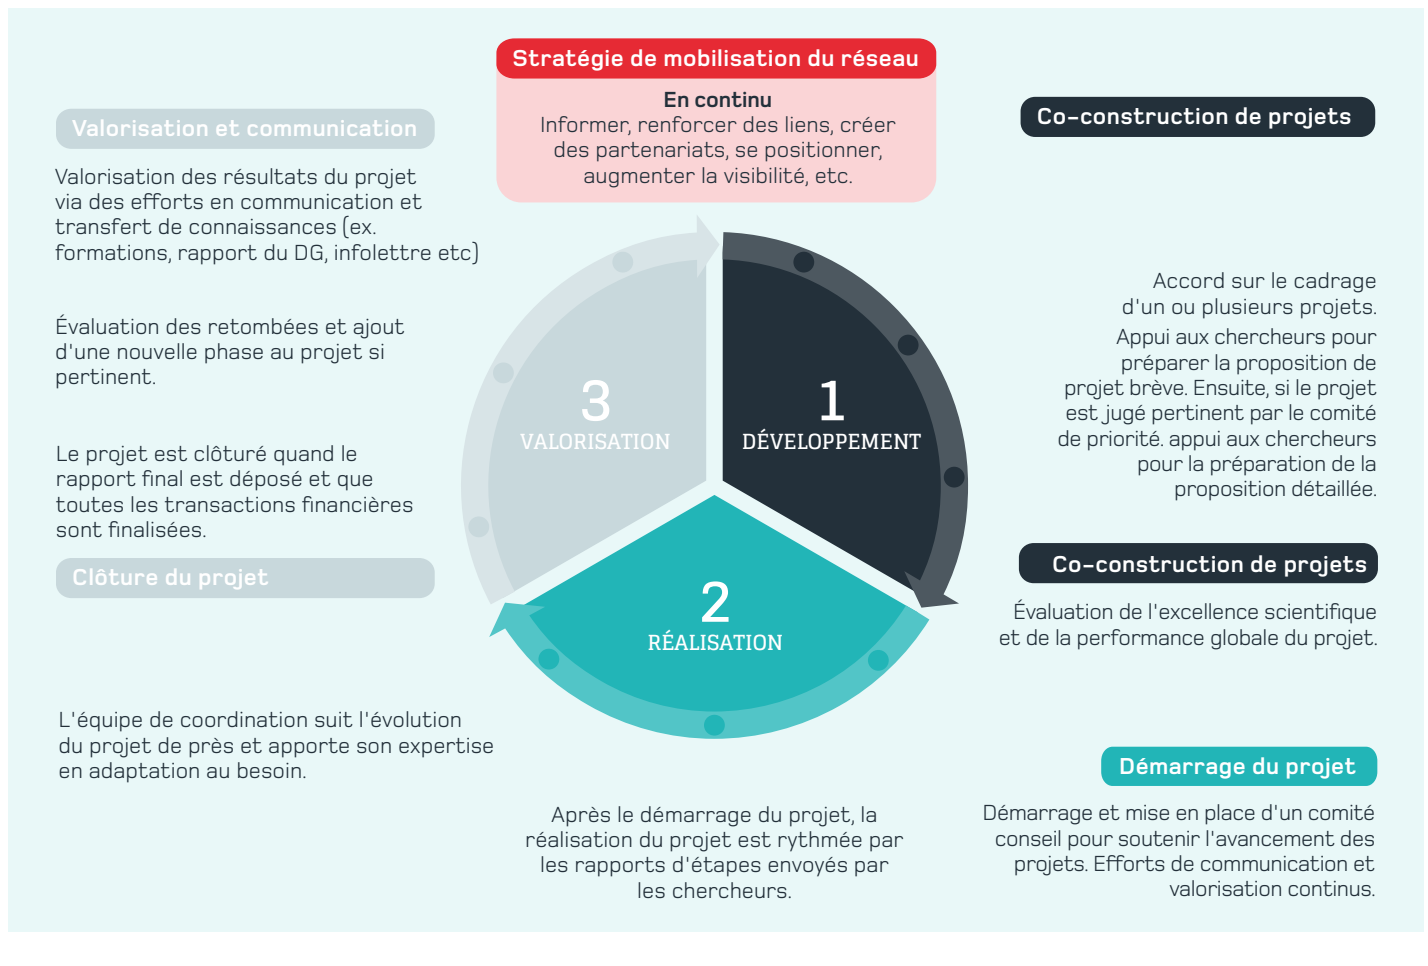 Stratégie de mobilisation du réseau
En continu
Informer, renforcer des liens, créer
des partenariats, se positionner,
augmenter la visibilité, etc.
Co-construction de projets
Accord sur le cadrage
d'un ou plusieurs projets.
Appui aux chercheurs pour
préparer la proposition de
projet brève. Ensuite, si le projet
est jugé pertinent par le comité
de priorité. appui aux chercheurs
pour la préparation de la
proposition détaillée.
Co-construction de projets
Évaluation de l'excellence scientifique
et de la performance globale du projet.
Démarrage du projet
Démarrage et mise en place d'un comité
conseil pour soutenir l'avancement des
projets. Efforts de communication et
valorisation continus.
Après le démarrage du projet, la
réalisation du projet est rythmée par
les rapports d'étapes envoyés par
les chercheurs.
L'équipe de coordination suit l'évolution
du projet de près et apporte son expertise
en adaptation au besoin.
Valorisation et communication
Valorisation des résultats du projet
via des efforts en communication et
transfert de connaissances (ex.
formations, rapport du DG, infolettre etc)
Évaluation des retombées et ajout
d'une nouvelle phase au projet si
pertinent.
Le projet est clôturé quand le
rapport final est déposé et que
toutes les transactions financières
sont finalisées.
Clôture du projet
1
DÉVELOPPEMENT
2
RÉALISATION
3
VALORISATION